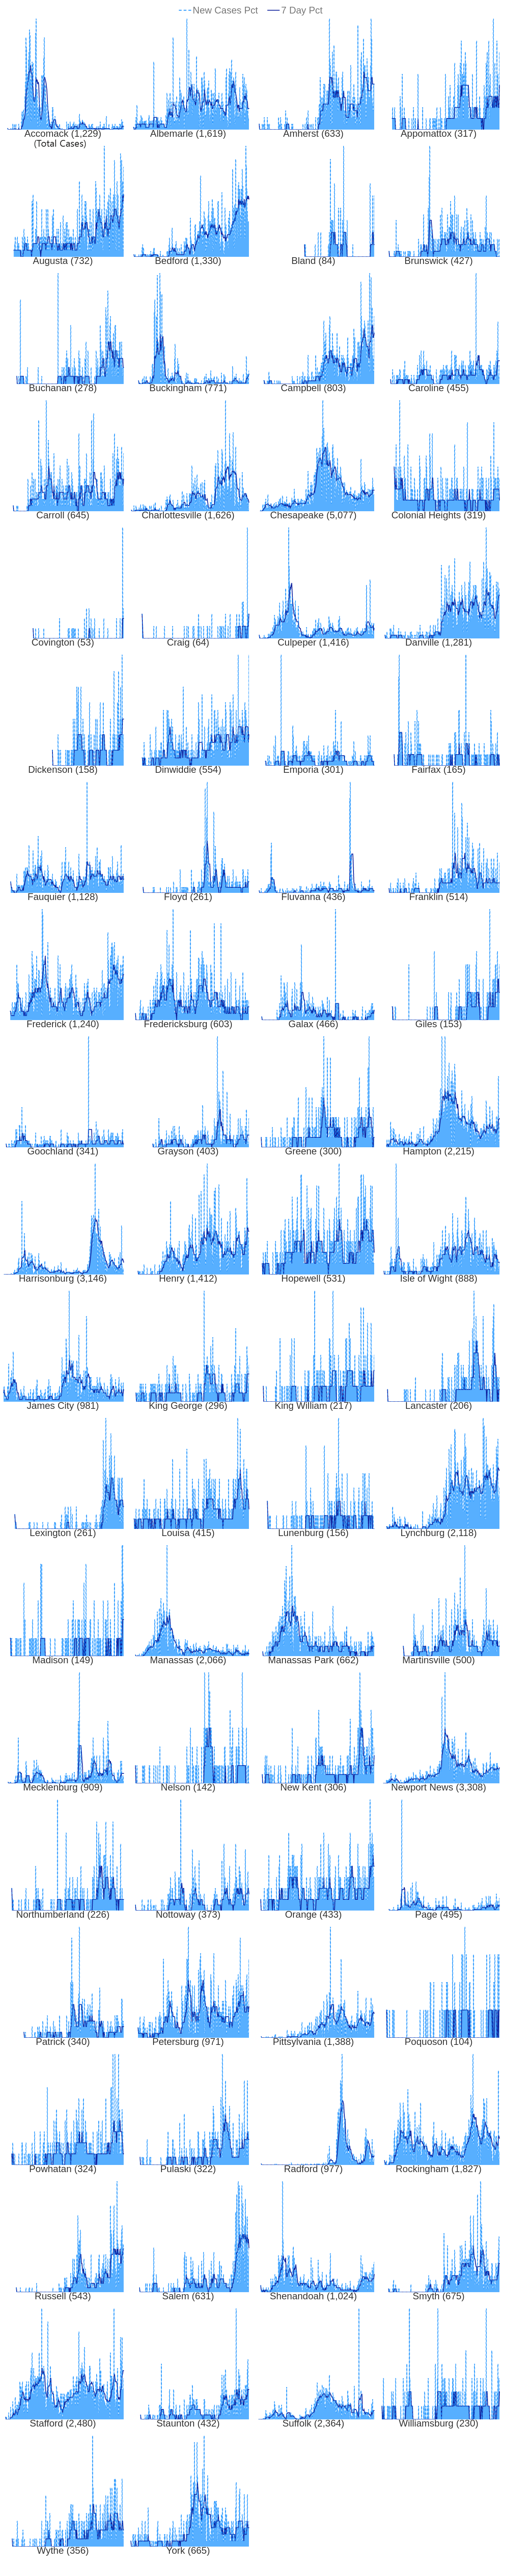 New Cases Pct 7 Day Pct
Accomack (1,229) Albemarle (1,619) Amherst (633) Appomattox (317)
(Total Cases)
Augusta (732) Bedford (1,330) Bland (84) Brunswick (427)
Buchanan (278) Buckingham (771) Campbell (803) Caroline (455)
Carroll (645) Charlottesville (1,626) Chesapeake (5,077) Colonial Heights (319)
Covington (53) Craig (64) Culpeper (1,416) Danville (1,281)
Dickenson (158) Dinwiddie (554) Emporia (301) Fairfax (165)
Fauquier (1,128) Floyd (261) Fluvanna (436) Franklin (514)
Frederick (1,240) Fredericksburg (603) Galax (466) Giles (153)
Goochland (341) Grayson (403) Greene (300) Hampton (2,215)
Harrisonburg (3,146) Henry (1,412) Hopewell (531) Isle of Wight (888)
James City (981) King George (296) King William (217) Lancaster (206)
Lexington (261) Louisa (415) Lunenburg (156) Lynchburg (2,118)
Madison (149) Manassas (2,066) Manassas Park (662) Martinsville (500)
Mecklenburg (909) Nelson (142) New Kent (306) Newport News (3,308)
Northumberland (226) Nottoway (373) Orange (433) Page (495)
Patrick (340) Petersburg (971) Pittsylvania (1,388) Poquoson (104)
Powhatan (324) Pulaski (322) Radford (977) Rockingham (1,827)
Russell (543) Salem (631) Shenandoah (1,024) Smyth (675)
Stafford (2,480) Staunton (432) Suffolk (2,364) Williamsburg (230)
Wythe (356) York (665)